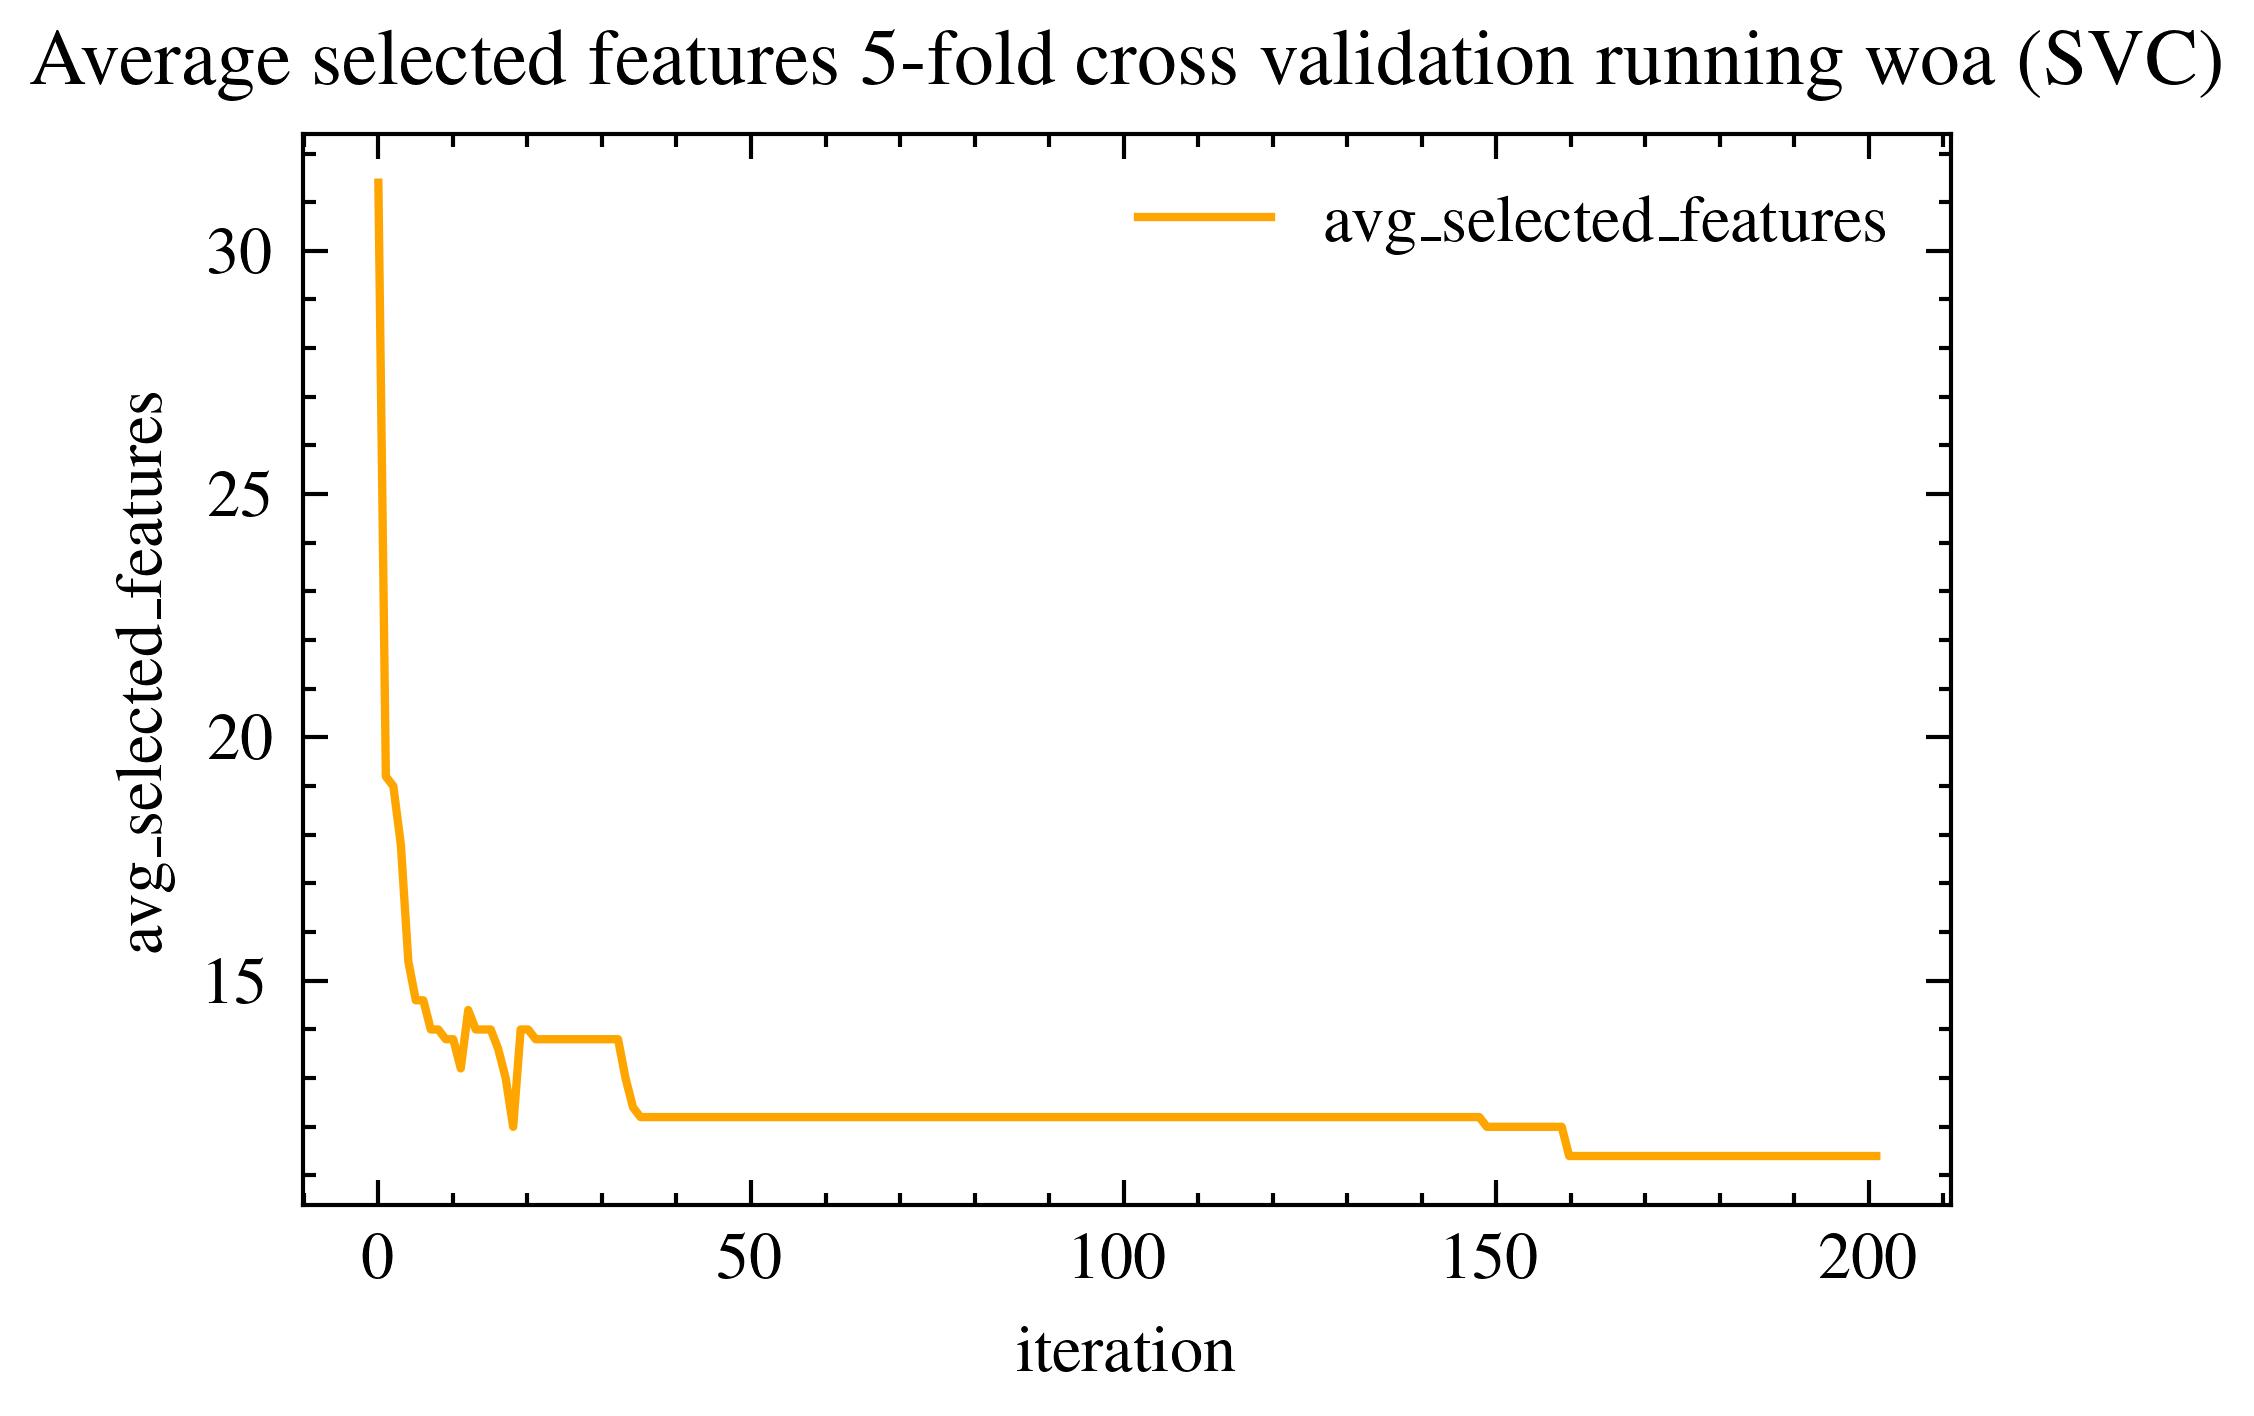 Average selected features 5-fold cross validation running woa (SVC)
avg_selected_features
30
25
20
15
avg_selected_features
0 50 100 150 200
iteration